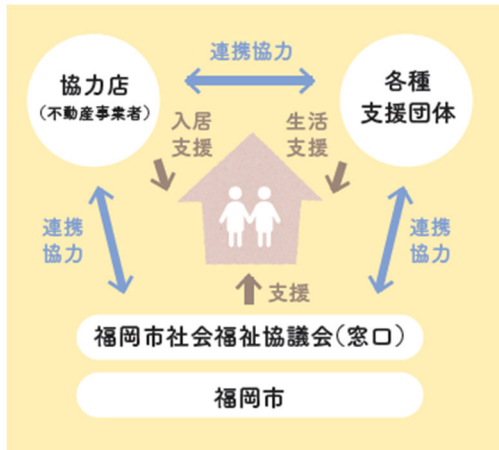 連携協力
協力店
（不動産事業者）
各種
支援団体
入居
支援
生活
支援
連携
協力
連携
協力
支援
福岡市社会福祉協議会（窓口）
福岡市